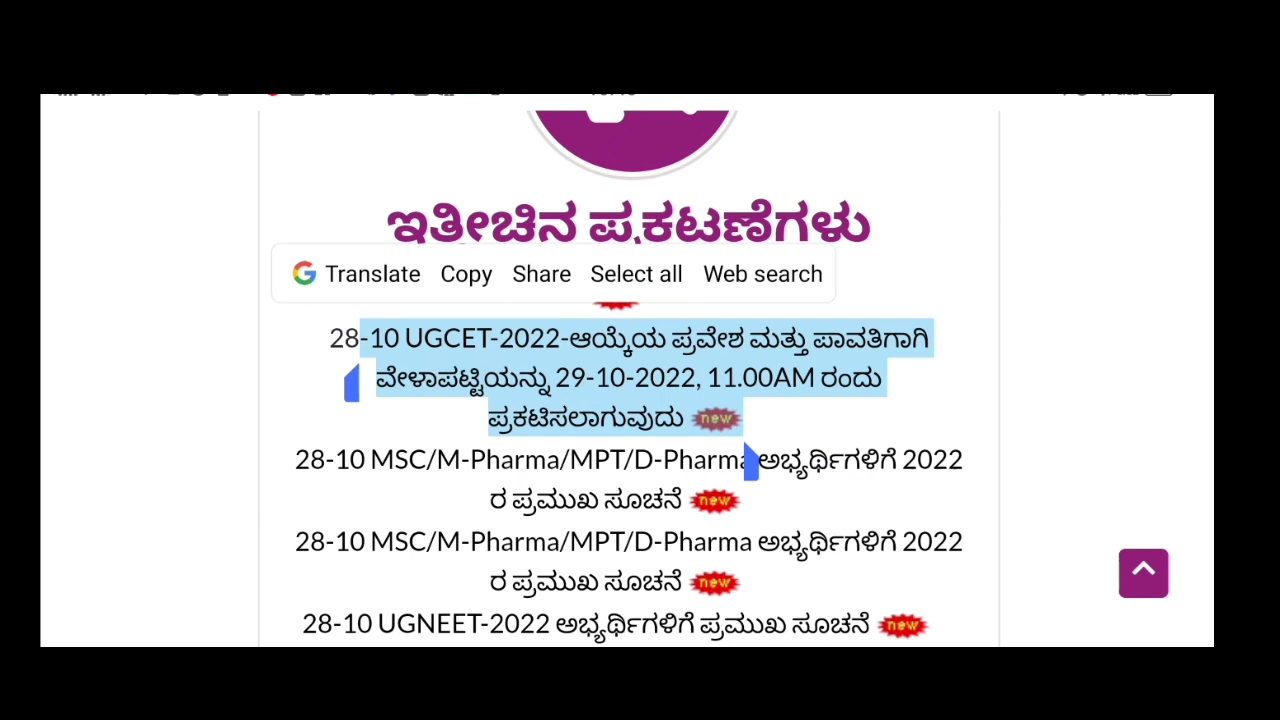 ಇತ್ತೀಚಿನ ಪ್ರಕಟಣೆಗಳು
Translate Copy Share Select all Web search
28-10 UGCET-2022-ಆಯ್ಕೆಯ ಪ್ರವೇಶ ಮತ್ತು ಪಾವತಿಗಾಗಿ
ವೇಳಾಪಟ್ಟಿಯನ್ನು 29-10-2022, 11.00AM ರಂದು
ಪ್ರಕಟಿಸಲಾಗುವುದು new
28-10 MSC/M-Pharma/MPT/D-Pharma ಅಭ್ಯರ್ಥಿಗಳಿಗೆ 2022
ರ ಪ್ರಮುಖ ಸೂಚನೆ new
28-10 MSC/M-Pharma/MPT/D-Pharma ಅಭ್ಯರ್ಥಿಗಳಿಗೆ 2022
ರ ಪ್ರಮುಖ ಸೂಚನೆ new
28-10 UGNEET-2022 ಅಭ್ಯರ್ಥಿಗಳಿಗೆ ಪ್ರಮುಖ ಸೂಚನೆ new